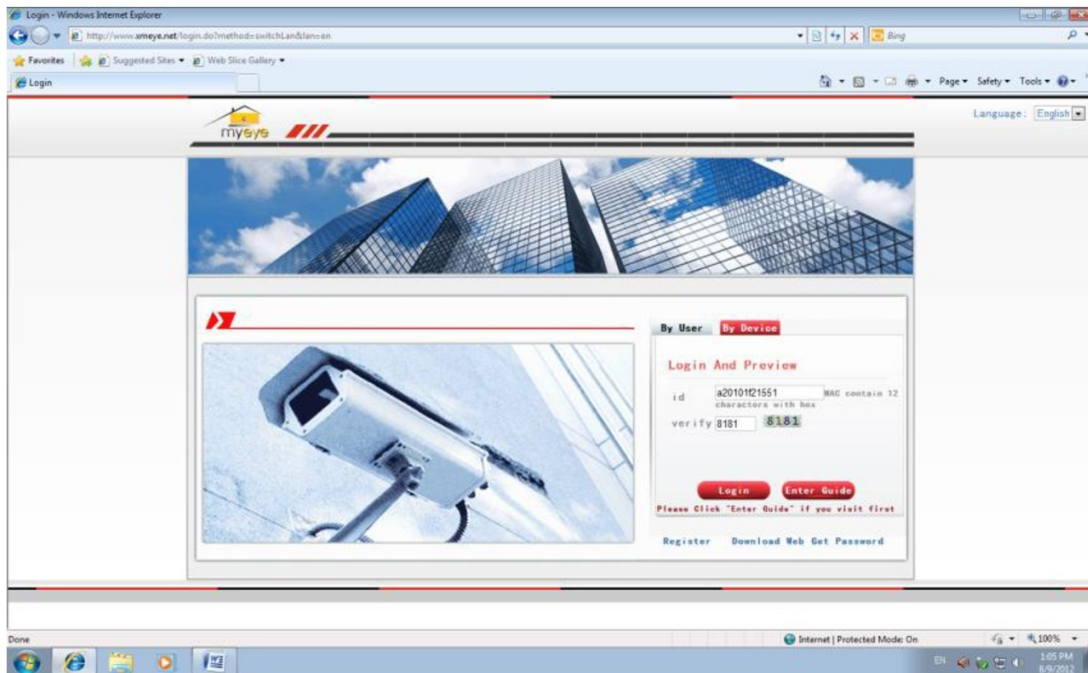 Login - Windows Internet Explorer
http://www.xmeye.net/login.do?method=switchLan&lan=en
Bing
Favorites Suggested Sites Web Slice Gallery
Login
Page Safety Tools
Language: English
myeye
By User By Device
Login And Preview
id a20101f21551 MAC contain 12
characters with hex
verify 8181 8181
Login Enter Guide
Please Click "Enter Guide" if you visit first
Register Download Web Get Password
Done Internet | Protected Mode: On 100%
EN 1:05 PM
8/9/2012